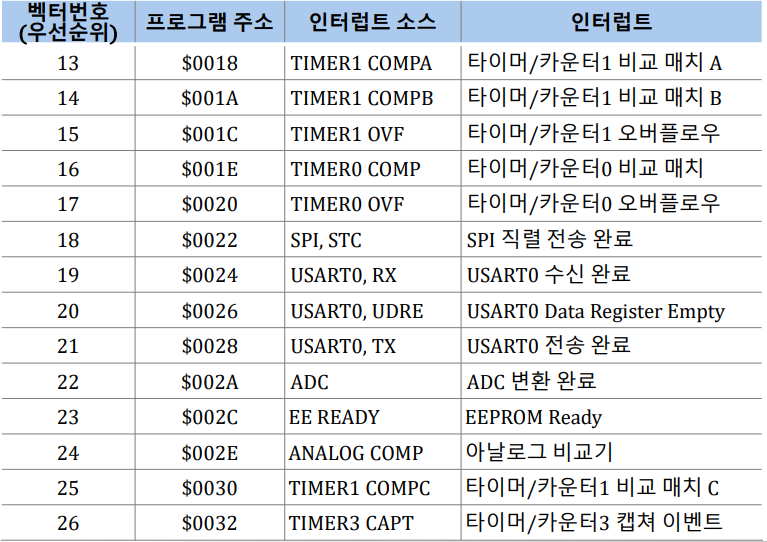 벡터번호
(우선순위) 프로그램 주소 인터럽트 소스 인터럽트
13 $0018 TIMER1 COMPA 타이머/카운터1 비교 매치 A
14 $001A TIMER1 COMPB 타이머/카운터1 비교 매치 B
15 $001C TIMER1 OVF 타이머/카운터1 오버플로우
16 $001E TIMER0 COMP 타이머/카운터0 비교 매치
17 $0020 TIMER0 OVF 타이머/카운터0 오버플로우
18 $0022 SPI, STC SPI 직렬 전송 완료
19 $0024 USART0, RX USART0 수신 완료
20 $0026 USART0, UDRE USART0 Data Register Empty
21 $0028 USART0, TX USART0 전송 완료
22 $002A ADC ADC 변환 완료
23 $002C EE READY EEPROM Ready
24 $002E ANALOG COMP 아날로그 비교기
25 $0030 TIMER1 COMPC 타이머/카운터1 비교 매치 C
26 $0032 TIMER3 CAPT 타이머/카운터3 캡쳐 이벤트